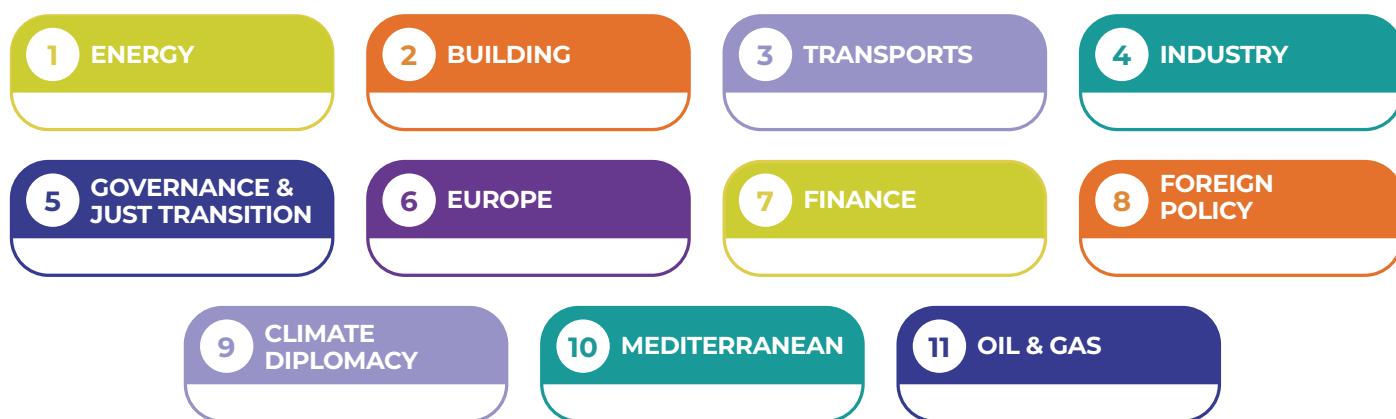 1 ENERGY
2 BUILDING
3 TRANSPORTS
4 INDUSTRY
5 GOVERNANCE &
JUST TRANSITION
6 EUROPE
7 FINANCE
8 FOREIGN
POLICY
9 CLIMATE
DIPLOMACY
10 MEDITERRANEAN
11 OIL & GAS